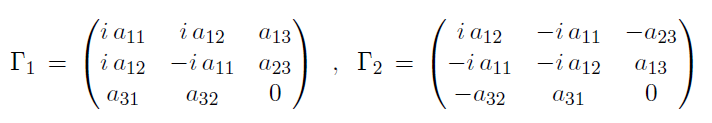 Γ₁ = ( i a₁₁ i a₁₂ a₁₃ ; i a₁₂ −i a₁₁ a₂₃ ; a₃₁ a₃₂ 0 ) , Γ₂ = ( i a₁₂ −i a₁₁ −a₂₃ ; −i a₁₁ −i a₁₂ a₁₃ ; −a₃₂ a₃₁ 0 )